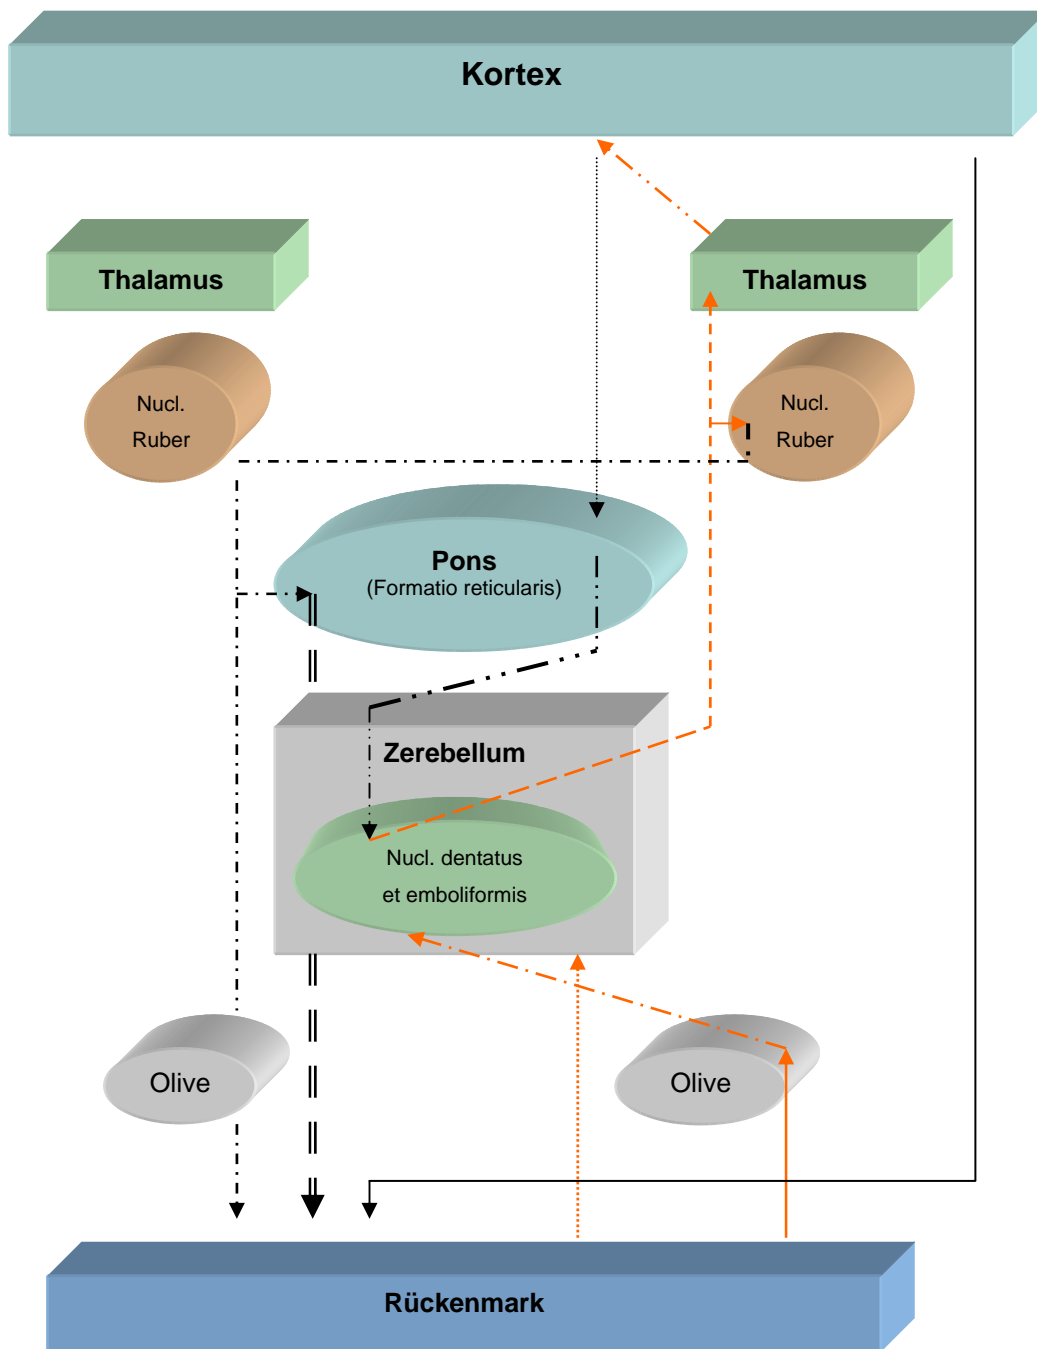 Kortex
Thalamus
Thalamus
Nucl.
Ruber
Nucl.
Ruber
Pons
(Formatio reticularis)
Zerebellum
Nucl. dentatus
et emboliformis
Olive
Olive
Rückenmark